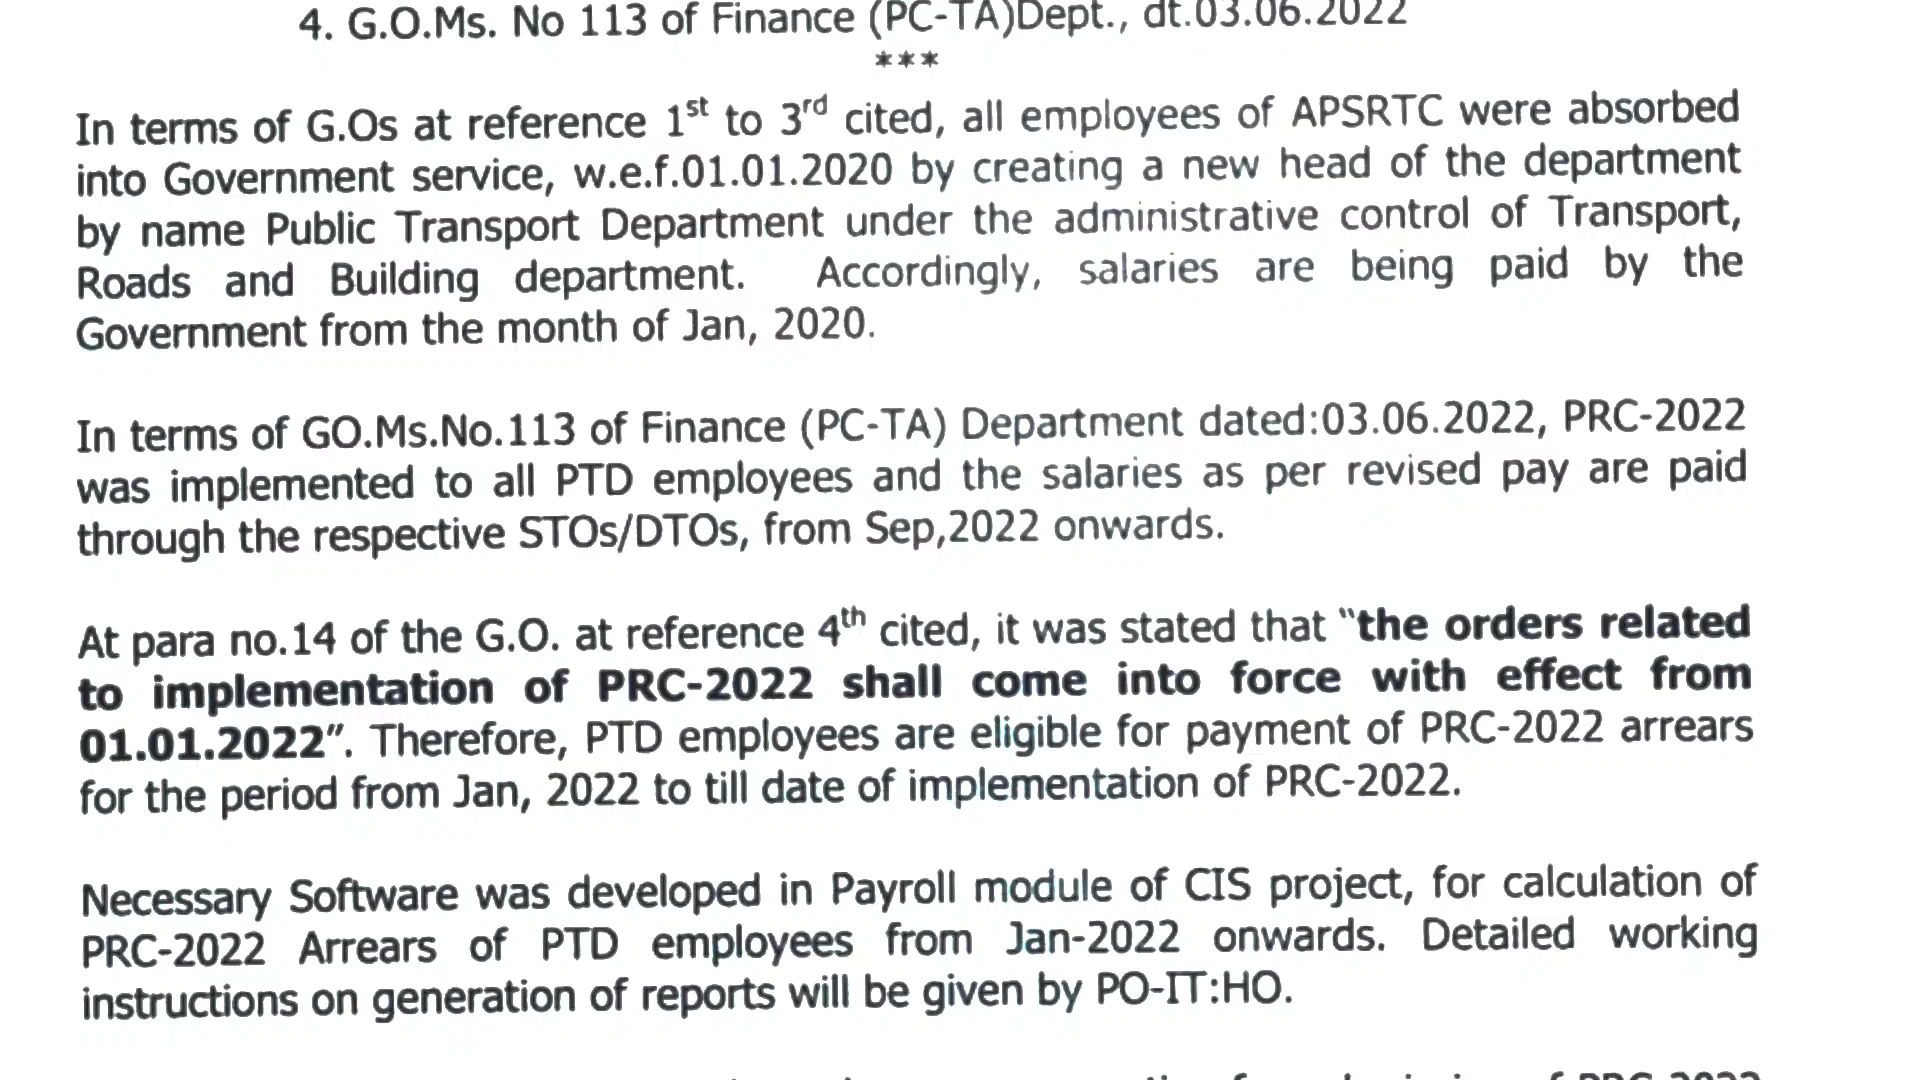 4. G.O.Ms. No 113 of Finance (PC-TA)Dept., dt.03.06.2022
***
In terms of G.Os at reference 1st to 3rd cited, all employees of APSRTC were absorbed
into Government service, w.e.f.01.01.2020 by creating a new head of the department
by name Public Transport Department under the administrative control of Transport,
Roads and Building department. Accordingly, salaries are being paid by the
Government from the month of Jan, 2020.
In terms of GO.Ms.No.113 of Finance (PC-TA) Department dated:03.06.2022, PRC-2022
was implemented to all PTD employees and the salaries as per revised pay are paid
through the respective STOs/DTOs, from Sep,2022 onwards.
At para no.14 of the G.O. at reference 4th cited, it was stated that "the orders related
to implementation of PRC-2022 shall come into force with effect from
01.01.2022". Therefore, PTD employees are eligible for payment of PRC-2022 arrears
for the period from Jan, 2022 to till date of implementation of PRC-2022.
Necessary Software was developed in Payroll module of CIS project, for calculation of
PRC-2022 Arrears of PTD employees from Jan-2022 onwards. Detailed working
instructions on generation of reports will be given by PO-IT:HO.